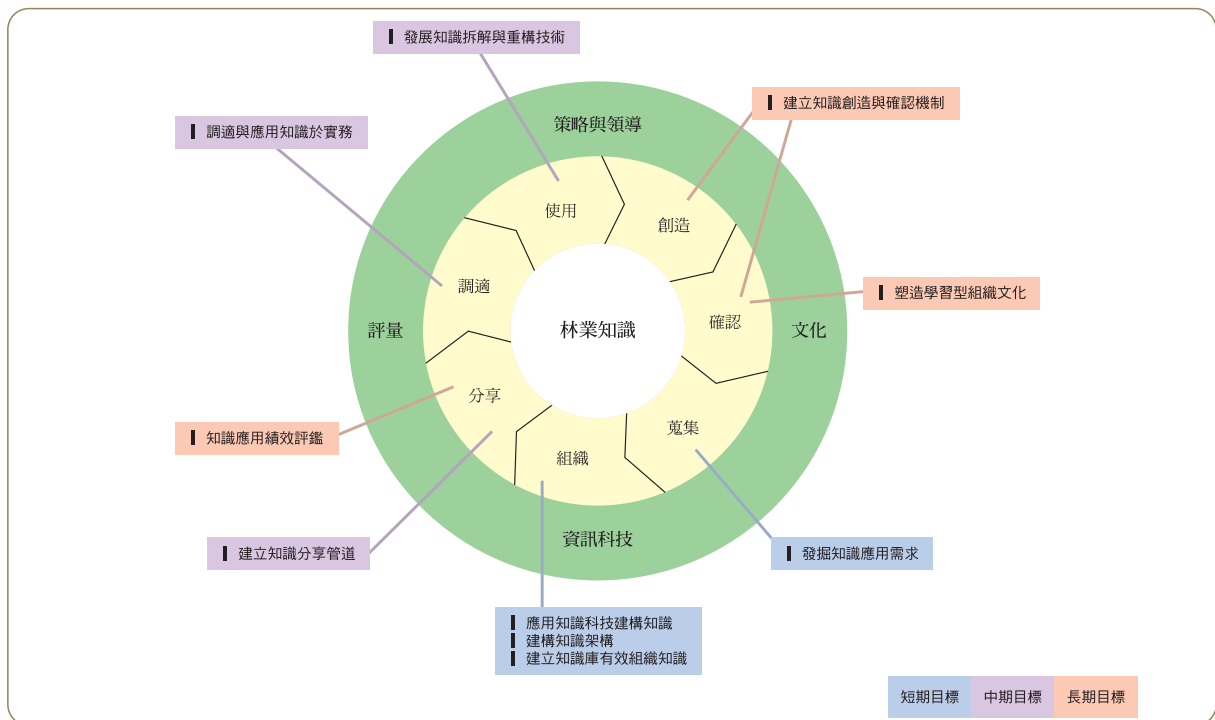 發展知識拆解與重構技術
建立知識創造與確認機制
調適與應用知識於實務
策略與領導
使用
創造
調適
確認
塑造學習型組織文化
評量
林業知識
文化
分享
蒐集
知識應用績效評鑑
組織
資訊科技
建立知識分享管道
發掘知識應用需求
應用知識科技建構知識
建構知識架構
建立知識庫有效組織知識
短期目標
中期目標
長期目標